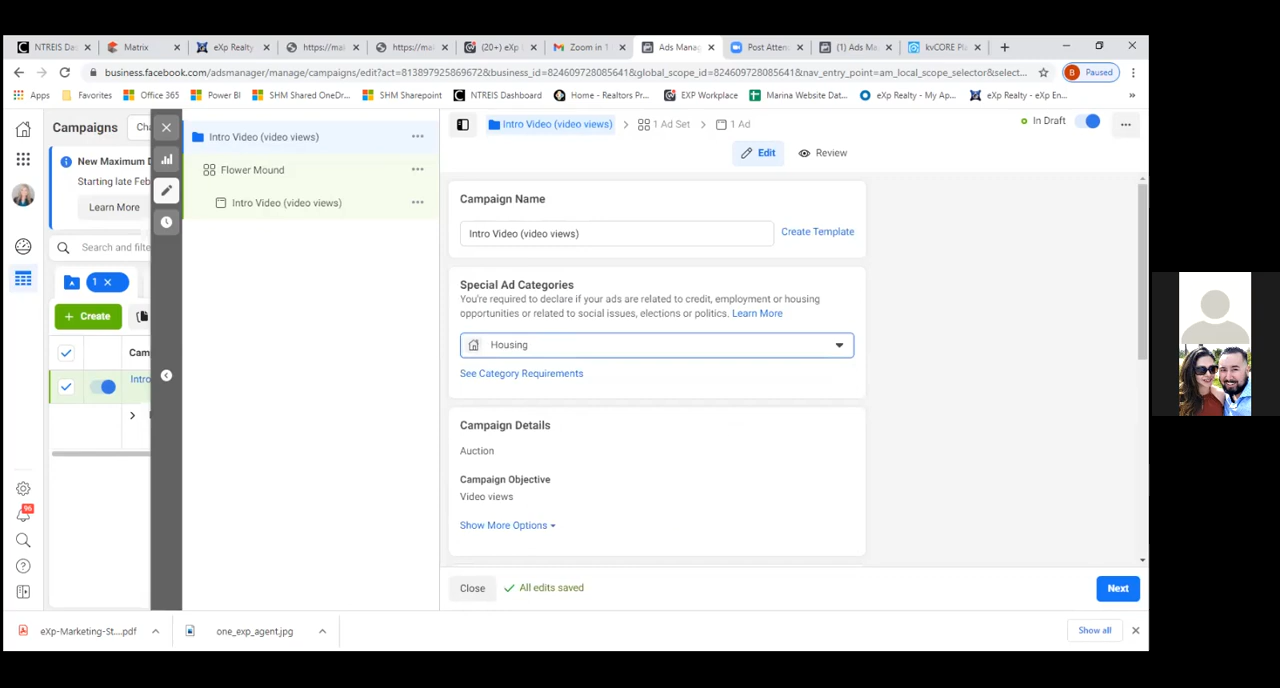 NTREIS Da
Matrix
eXp Realty
https://mai
https://mai
(20+) eXp
Zoom in 1
Ads Manag
Post Atten
(1) Ads M
kvCORE Pl
business.facebook.com/adsmanager/manage/campaigns/edit?act=813897925869672&business_id=824609728085641&global_scope_id=824609728085641&nav_entry_point=am_local_scope_selector&select...
B Paused
Apps
Favorites
Office 365
Power BI
SHM Shared OneDr...
SHM Sharepoint
NTREIS Dashboard
Home - Realtors Pr...
EXP Workplace
Marina Website Dat...
eXp Realty - My Ap...
eXp Realty - eXp En...
»
Campaigns
Cha
Intro Video (video views)
Intro Video (video views) > 1 Ad Set > 1 Ad
In Draft
Edit
Review
New Maximum
Starting late Feb
Learn More
Flower Mound
Intro Video (video views)
Search and filte
1
+ Create
Cam
Intro
96
Campaign Name
Intro Video (video views)
Create Template
Special Ad Categories
You're required to declare if your ads are related to credit, employment or housing
opportunities or related to social issues, elections or politics. Learn More
Housing
See Category Requirements
Campaign Details
Auction
Campaign Objective
Video views
Show More Options
Close
All edits saved
Next
eXp-Marketing-St....pdf
one_exp_agent.jpg
Show all